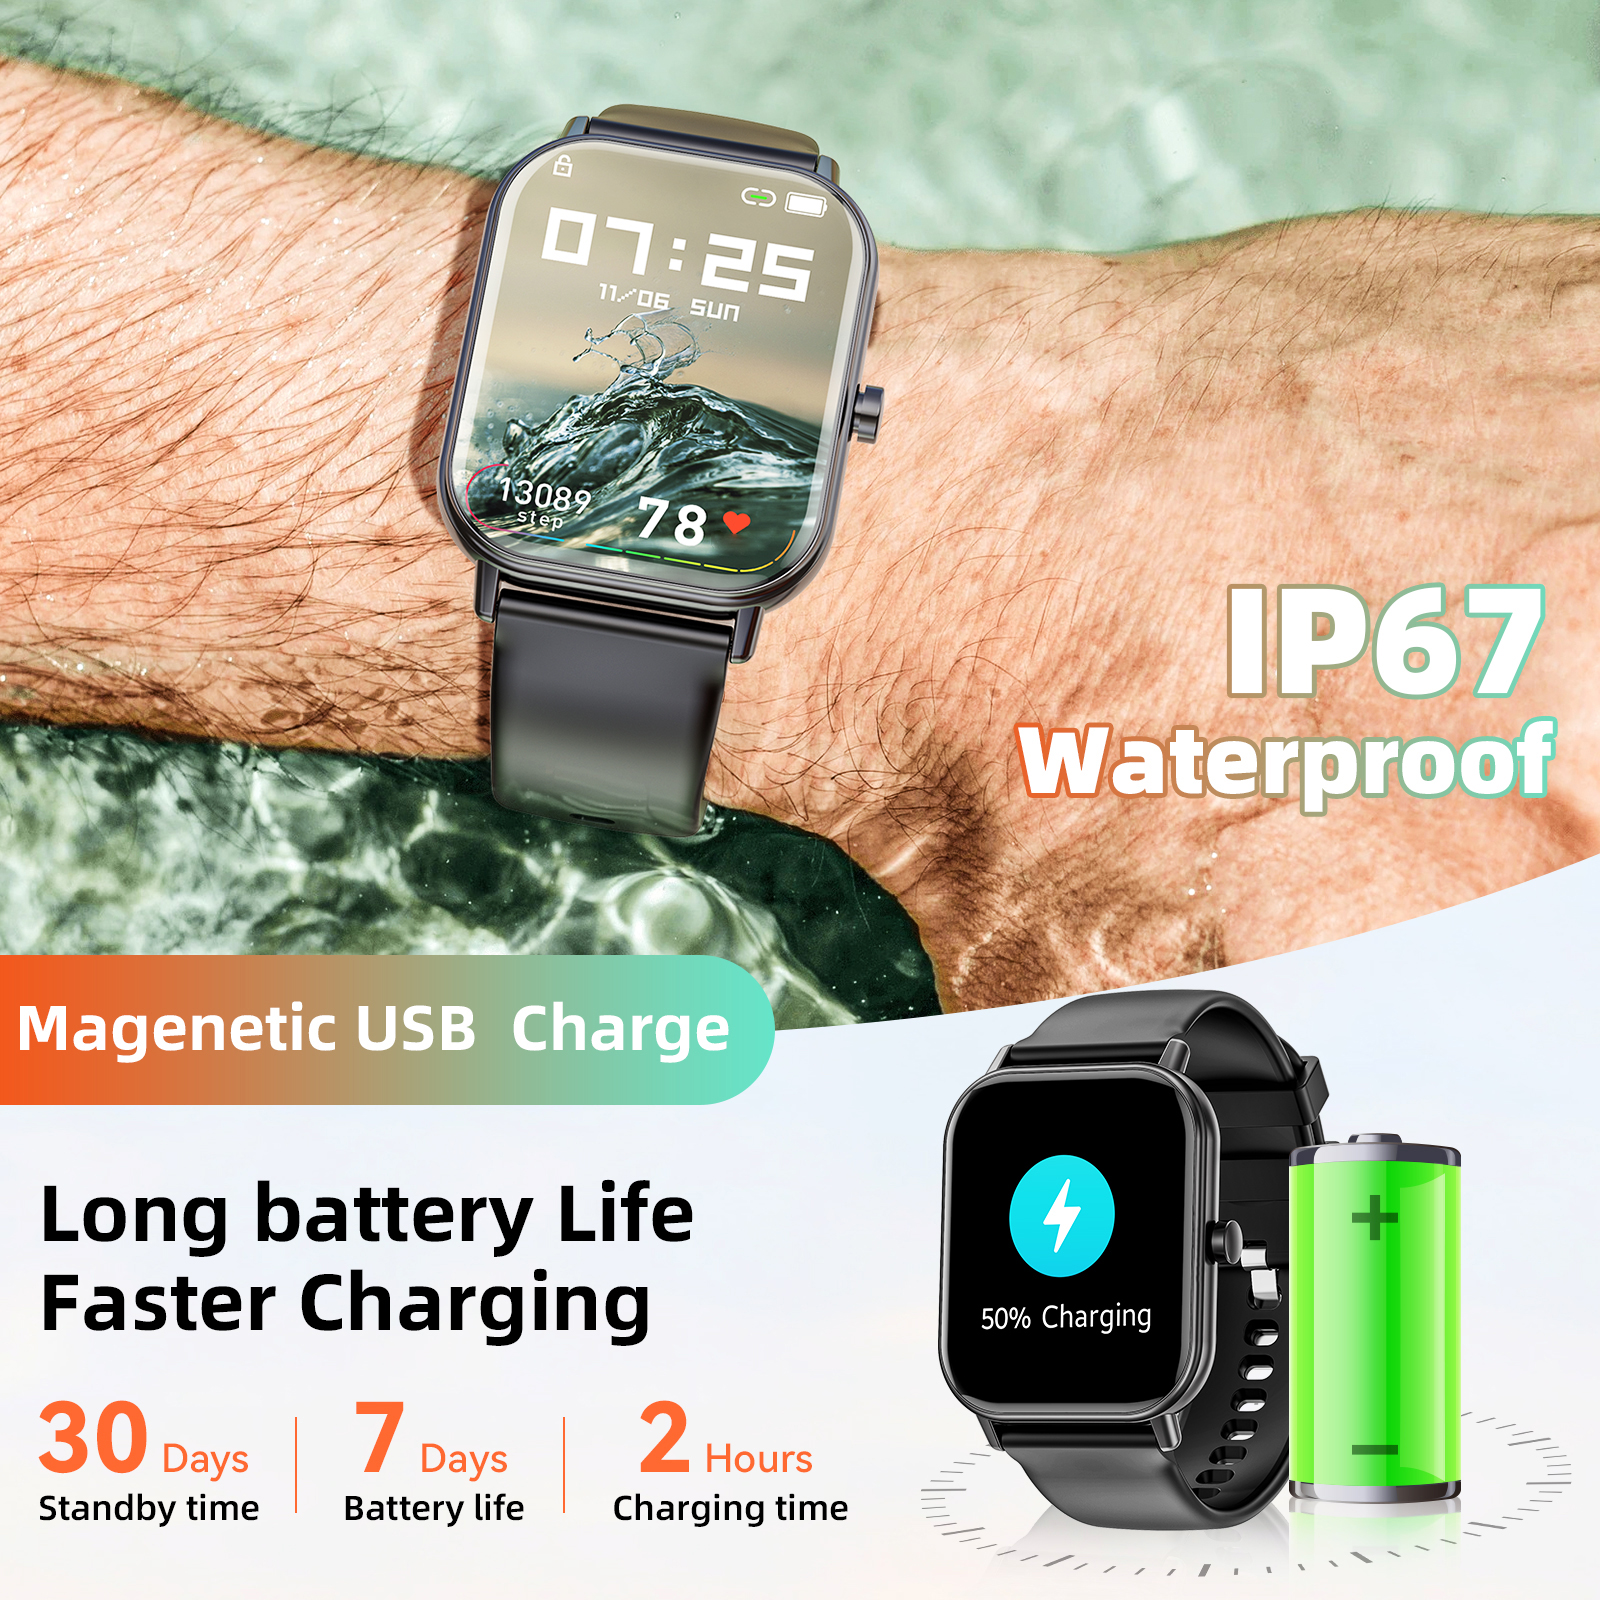 07:25
11/06 SUN
13089
step
78
IP67
Waterproof
Magenetic USB Charge
Long battery Life
Faster Charging
50% Charging
30 Days
Standby time
7 Days
Battery life
2 Hours
Charging time